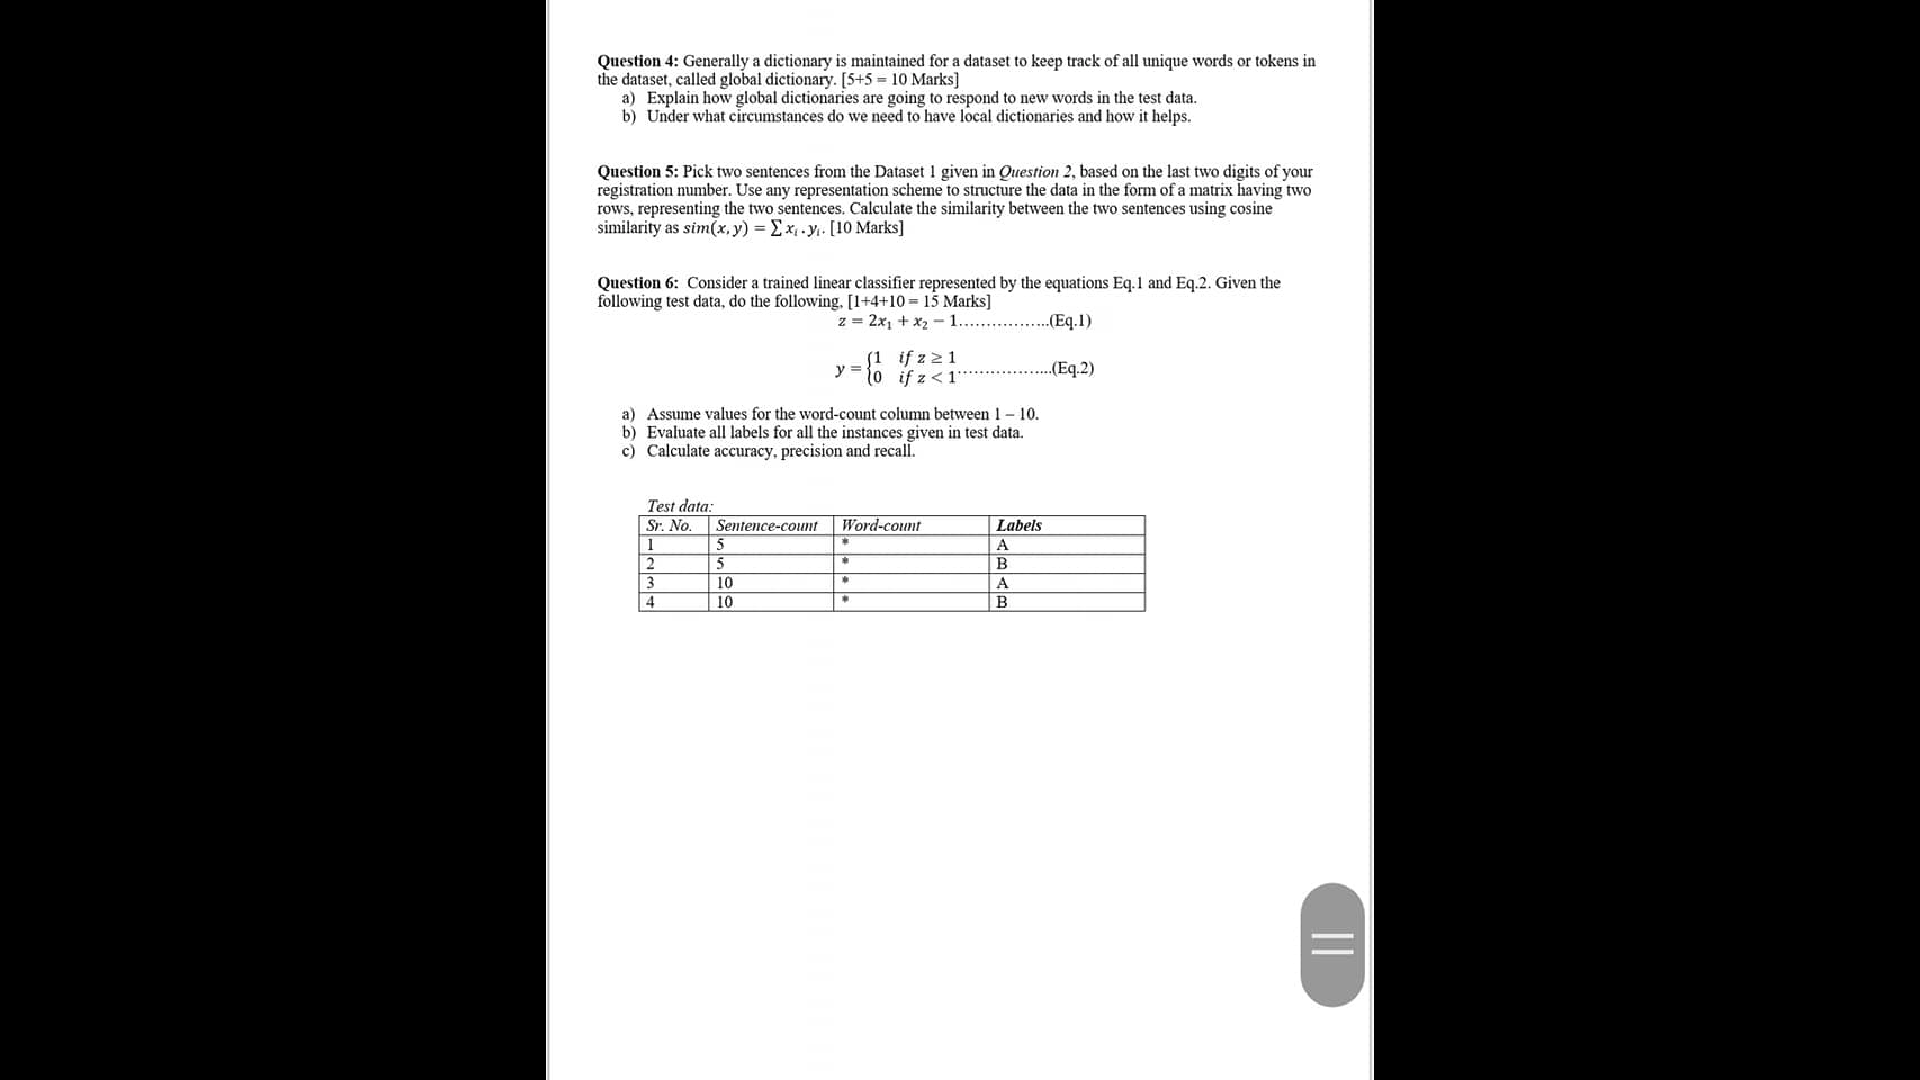 Question 4: Generally a dictionary is maintained for a dataset to keep track of all unique words or tokens in
the dataset, called global dictionary. [5+5 = 10 Marks]
a) Explain how global dictionaries are going to respond to new words in the test data.
b) Under what circumstances do we need to have local dictionaries and how it helps.
Question 5: Pick two sentences from the Dataset 1 given in Question 2, based on the last two digits of your
registration number. Use any representation scheme to structure the data in the form of a matrix having two
rows, representing the two sentences. Calculate the similarity between the two sentences using cosine
similarity as sim(x, y) = ∑ xᵢ . yᵢ. [10 Marks]
Question 6: Consider a trained linear classifier represented by the equations Eq.1 and Eq.2. Given the
following test data, do the following. [1+4+10 = 15 Marks]
z = 2x₁ + x₂ − 1.................(Eq.1)
y = {1 if z ≥ 1
0 if z < 1..................(Eq.2)
a) Assume values for the word-count column between 1 – 10.
b) Evaluate all labels for all the instances given in test data.
c) Calculate accuracy, precision and recall.
Test data:
Sr. No. Sentence-count Word-count Labels
1 5 * A
2 5 * B
3 10 * A
4 10 * B